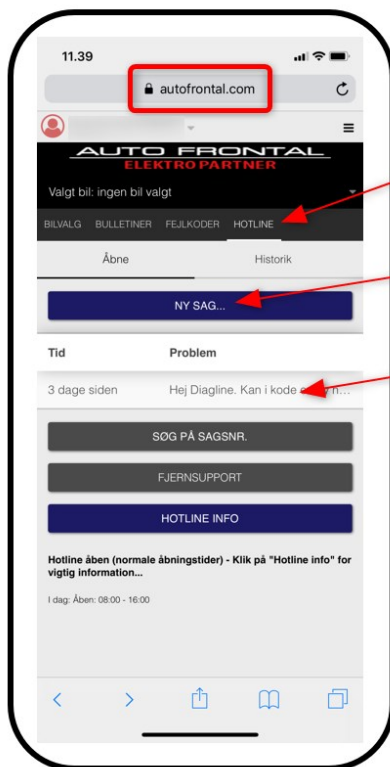 11.39
autofrontal.com
AUTO FRONTAL
ELEKTRO PARTNER
Valgt bil: ingen bil valgt
BILVALG BULLETINER FEJLKODER HOTLINE
Åbne Historik
NY SAG...
Tid Problem
3 dage siden Hej Diagline. Kan i kode
SØG PÅ SAGSNR.
FJERNSUPPORT
HOTLINE INFO
Hotline åben (normale åbningstider) - Klik på "Hotline info" for
vigtig information...
I dag: Åben: 08:00 - 16:00